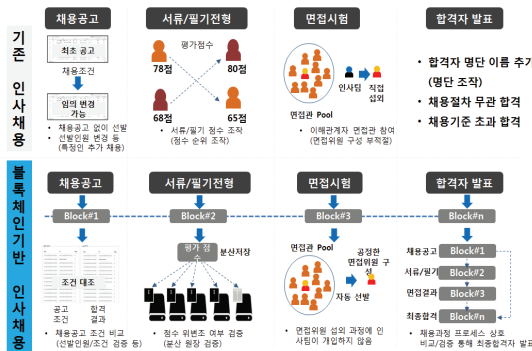 기존 인사채용
채용공고
서류/필기전형
면접시험
합격자 발표
최초 공고
채용조건
임의 변경
가능
• 채용공고 없이 선발
• 선발인원 변경 등
(특정인 추가 채용)
평가점수
78점
80점
68점
65점
• 서류/필기 점수 조작
(점수 순위 조작)
인사팀
직접
섭외
면접관 Pool
• 이해관계자 면접관 참여
(면접위원 구성 부적절)
• 합격자 명단 이름 추가
(명단 조작)
• 채용절차 무관 합격
• 채용기준 초과 합격
블록체인기반 인사채용
채용공고
서류/필기전형
면접시험
합격자 발표
Block#1
Block#2
Block#3
Block#n
조건 대조
공고
조건
합격
결과
• 채용공고 조건 비교
(선발인원/조건 검증 등)
평가 점
수
분산저장
• 점수 위변조 여부 검증
(분산 원장 검증)
면접관 Pool
공정한
면접위원 구
성
자동 선발
• 면접위원 섭외 과정에 인
사팀이 개입하지 않음
채용공고
Block#1
서류/필기
Block#2
면접결과
Block#3
최종합격
Block#n
• 채용과정 프로세스 상호
비교/검증 통해 최종합격자 발표